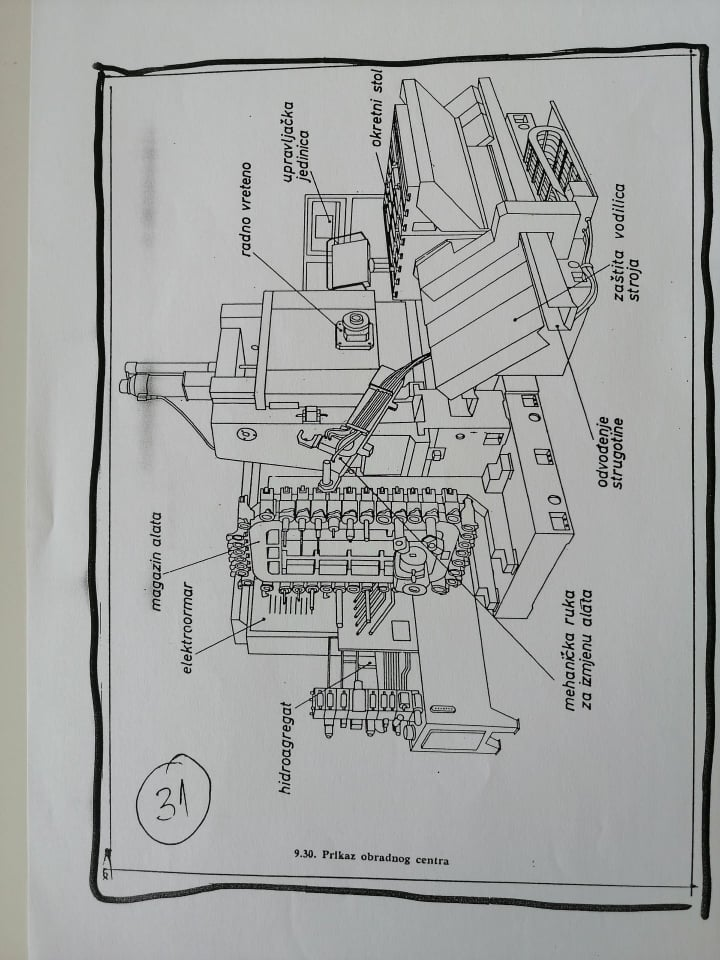 31
hidroagregat
elektroormar
magazin alata
radno vreteno
upravljačka
jedinica
okretni stol
mehanička ruka
za izmjenu alata
odvođenje
strugotine
zaštita vodilica
stroja
9.30. Prikaz obradnog centra